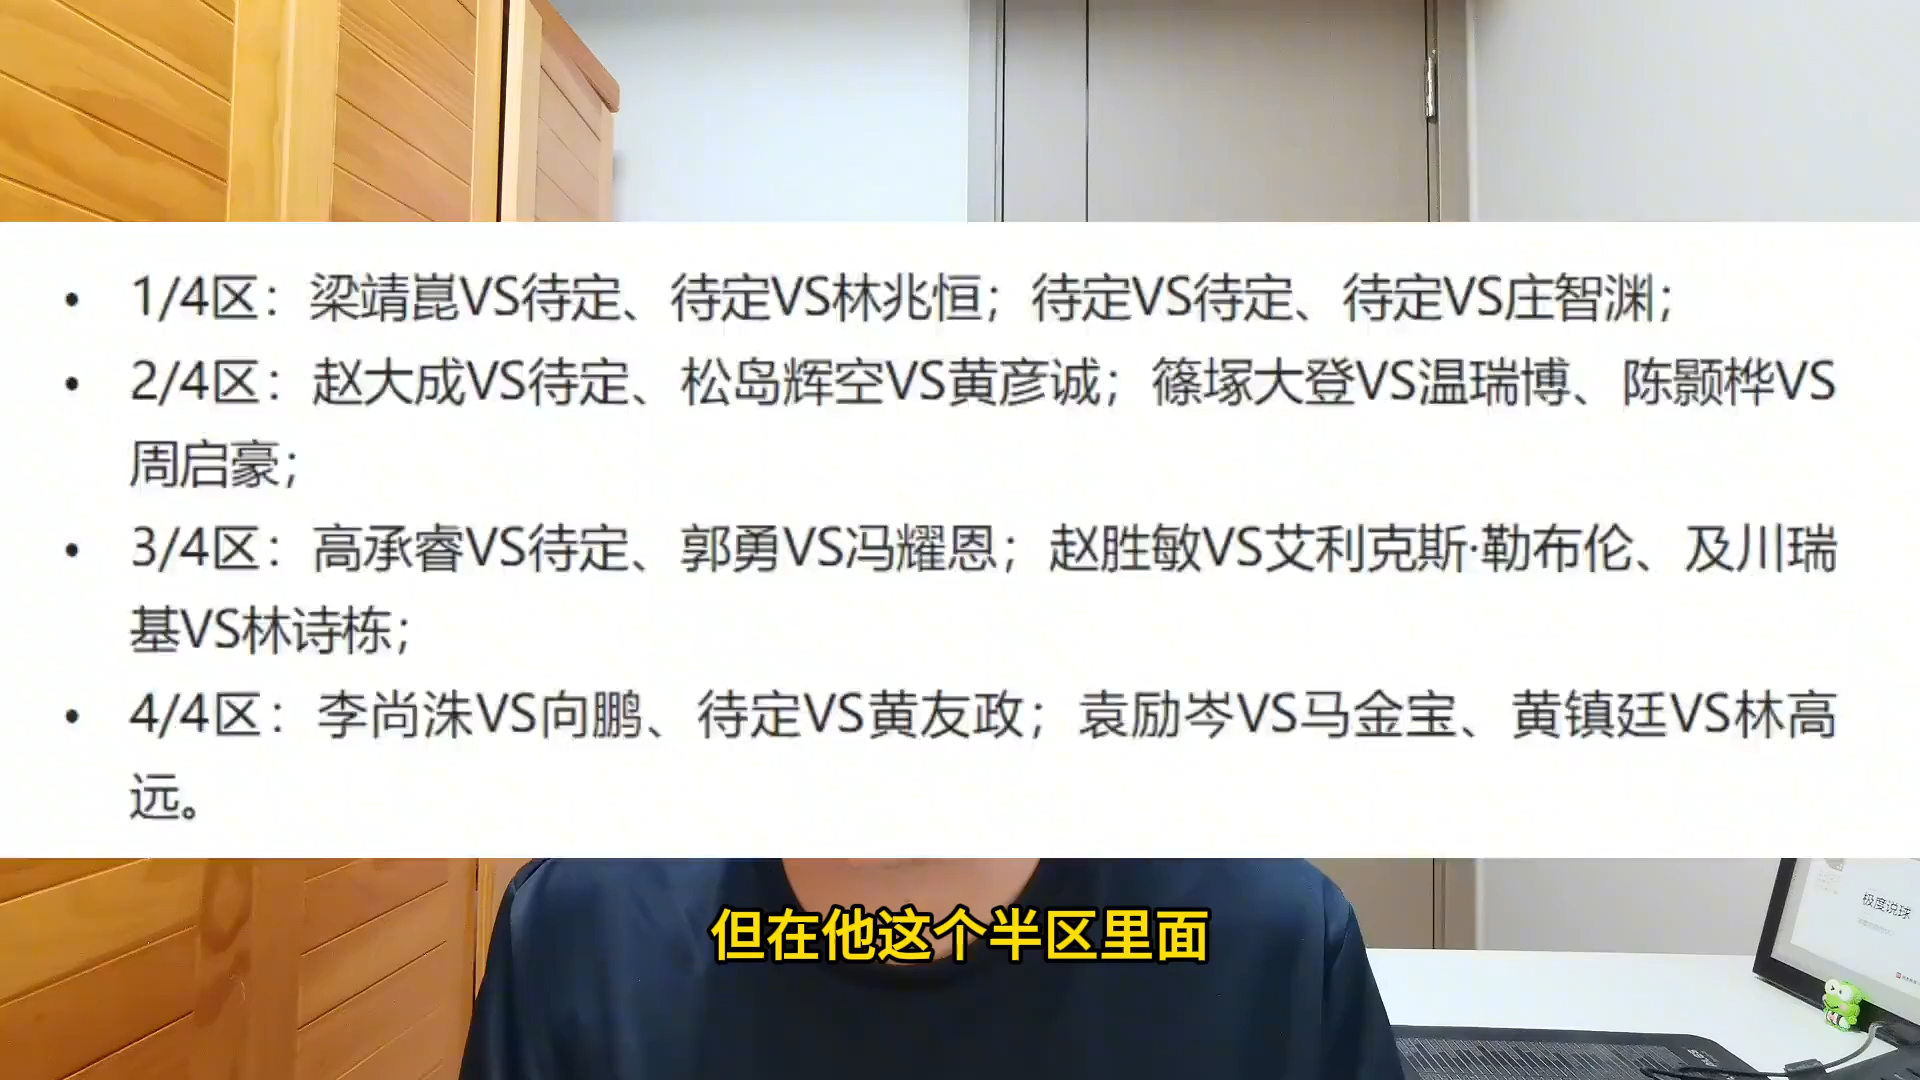 • 1/4区：梁靖崑VS待定、待定VS林兆恒；待定VS待定、待定VS庄智渊；
• 2/4区：赵大成VS待定、松岛辉空VS黄彦诚；篠塚大登VS温瑞博、陈颢桦VS
周启豪；
• 3/4区：高承睿VS待定、郭勇VS冯耀恩；赵胜敏VS艾利克斯·勒布伦、及川瑞
基VS林诗栋；
• 4/4区：李尚洙VS向鹏、待定VS黄友政；袁励岑VS马金宝、黄镇廷VS林高
远。
极度说球
但在他这个半区里面